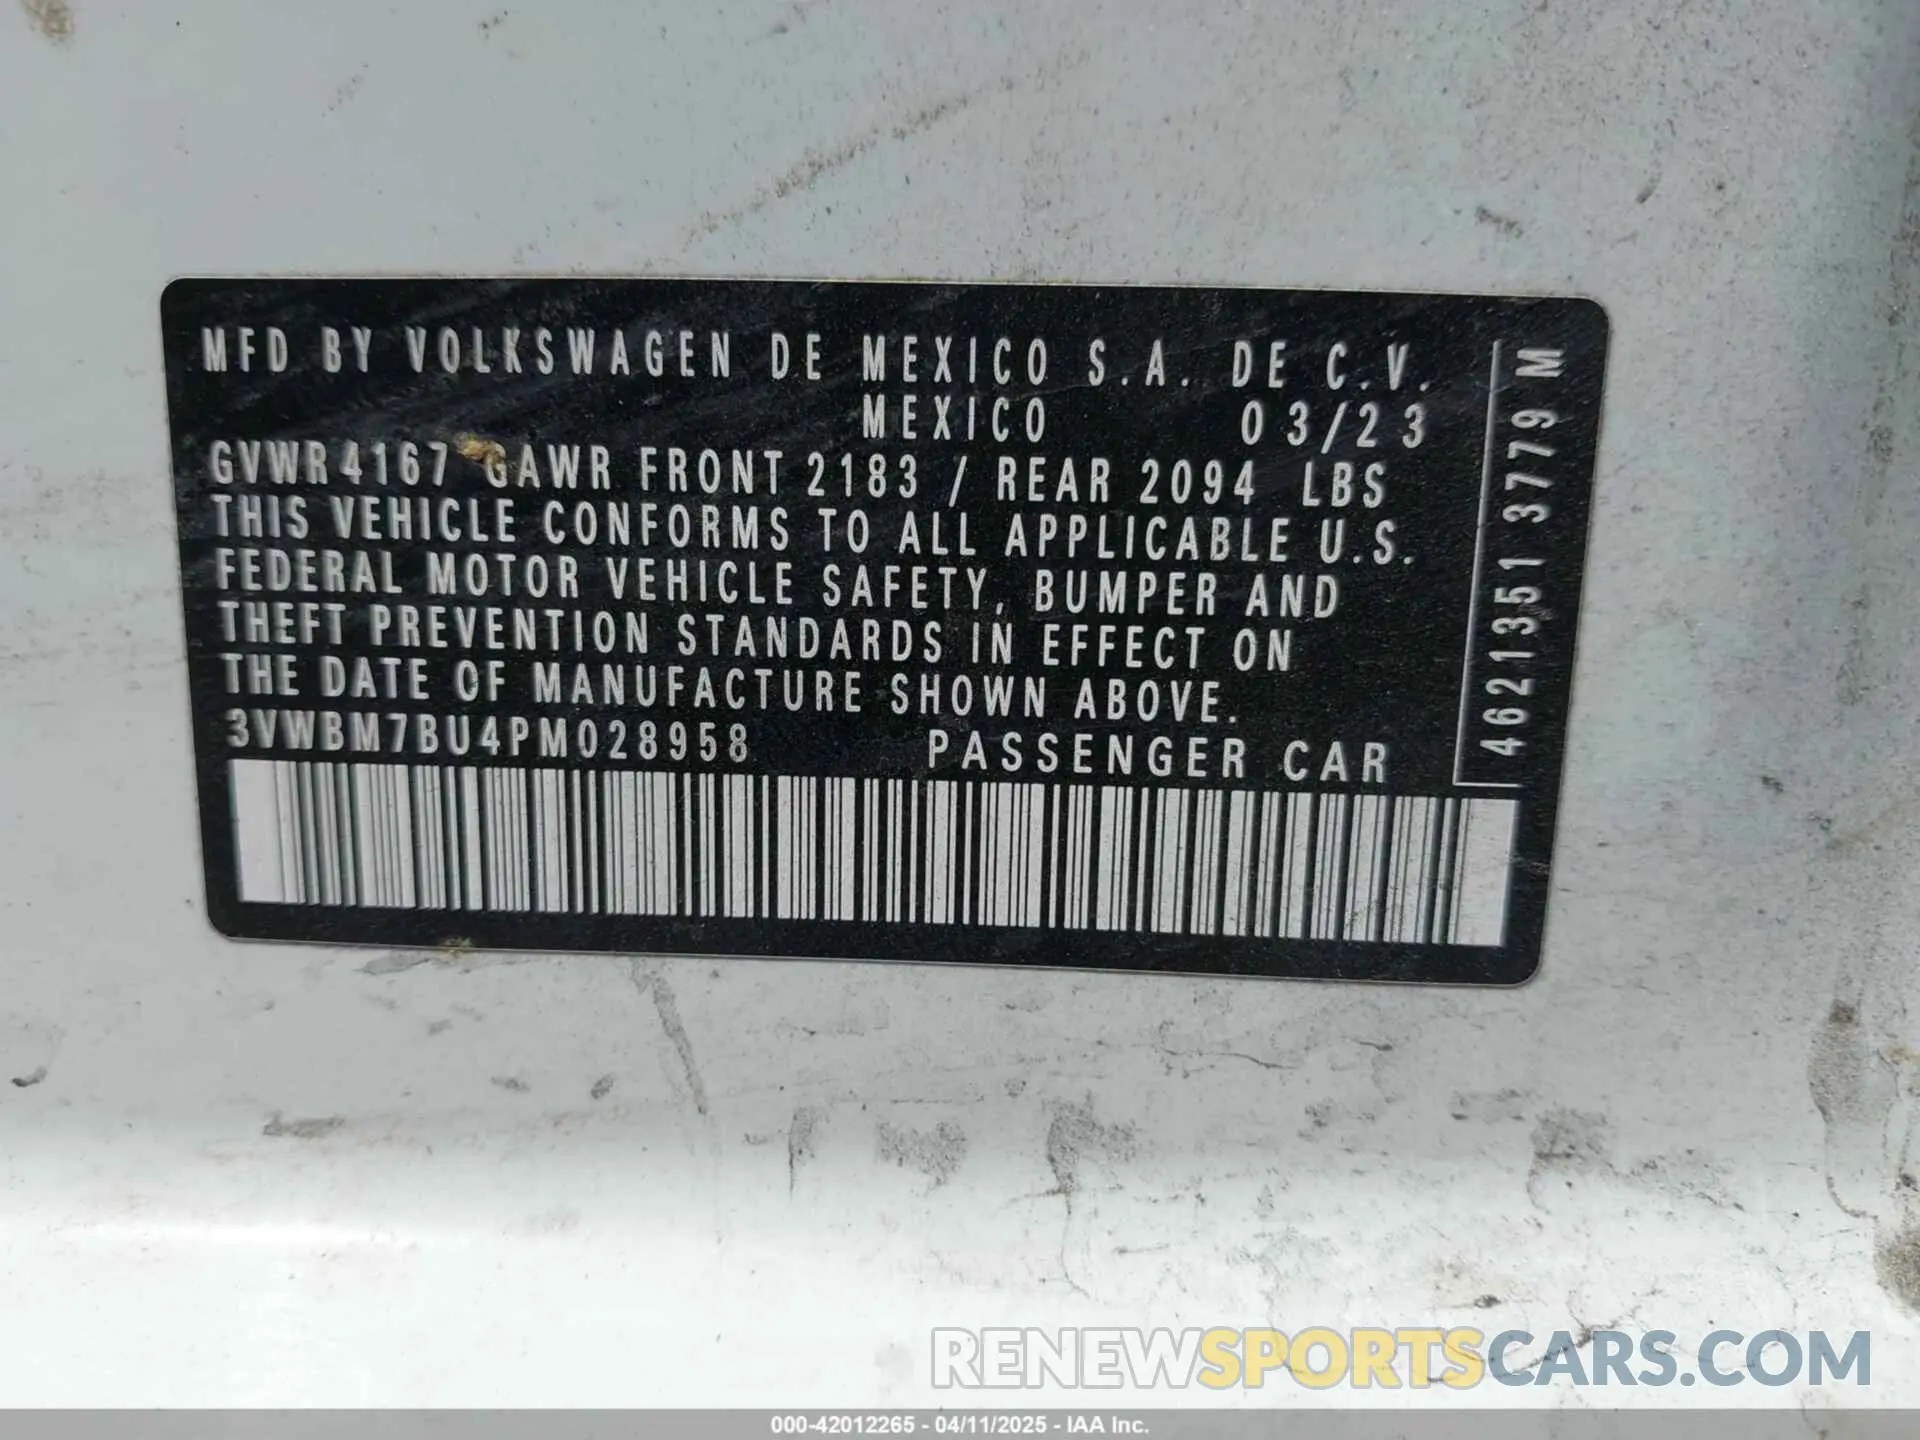 MFD BY VOLKSWAGEN DE MEXICO S.A. DE C.V.
MEXICO 03/23
GVWR 4167 GAWR FRONT 2183 / REAR 2094 LBS
THIS VEHICLE CONFORMS TO ALL APPLICABLE U.S.
FEDERAL MOTOR VEHICLE SAFETY, BUMPER AND
THEFT PREVENTION STANDARDS IN EFFECT ON
THE DATE OF MANUFACTURE SHOWN ABOVE.
3VWBM7BU4PM028958 PASSENGER CAR
46213513779 M
RENEWSPORTSCARS.COM
000-42012265 - 04/11/2025 - IAA Inc.